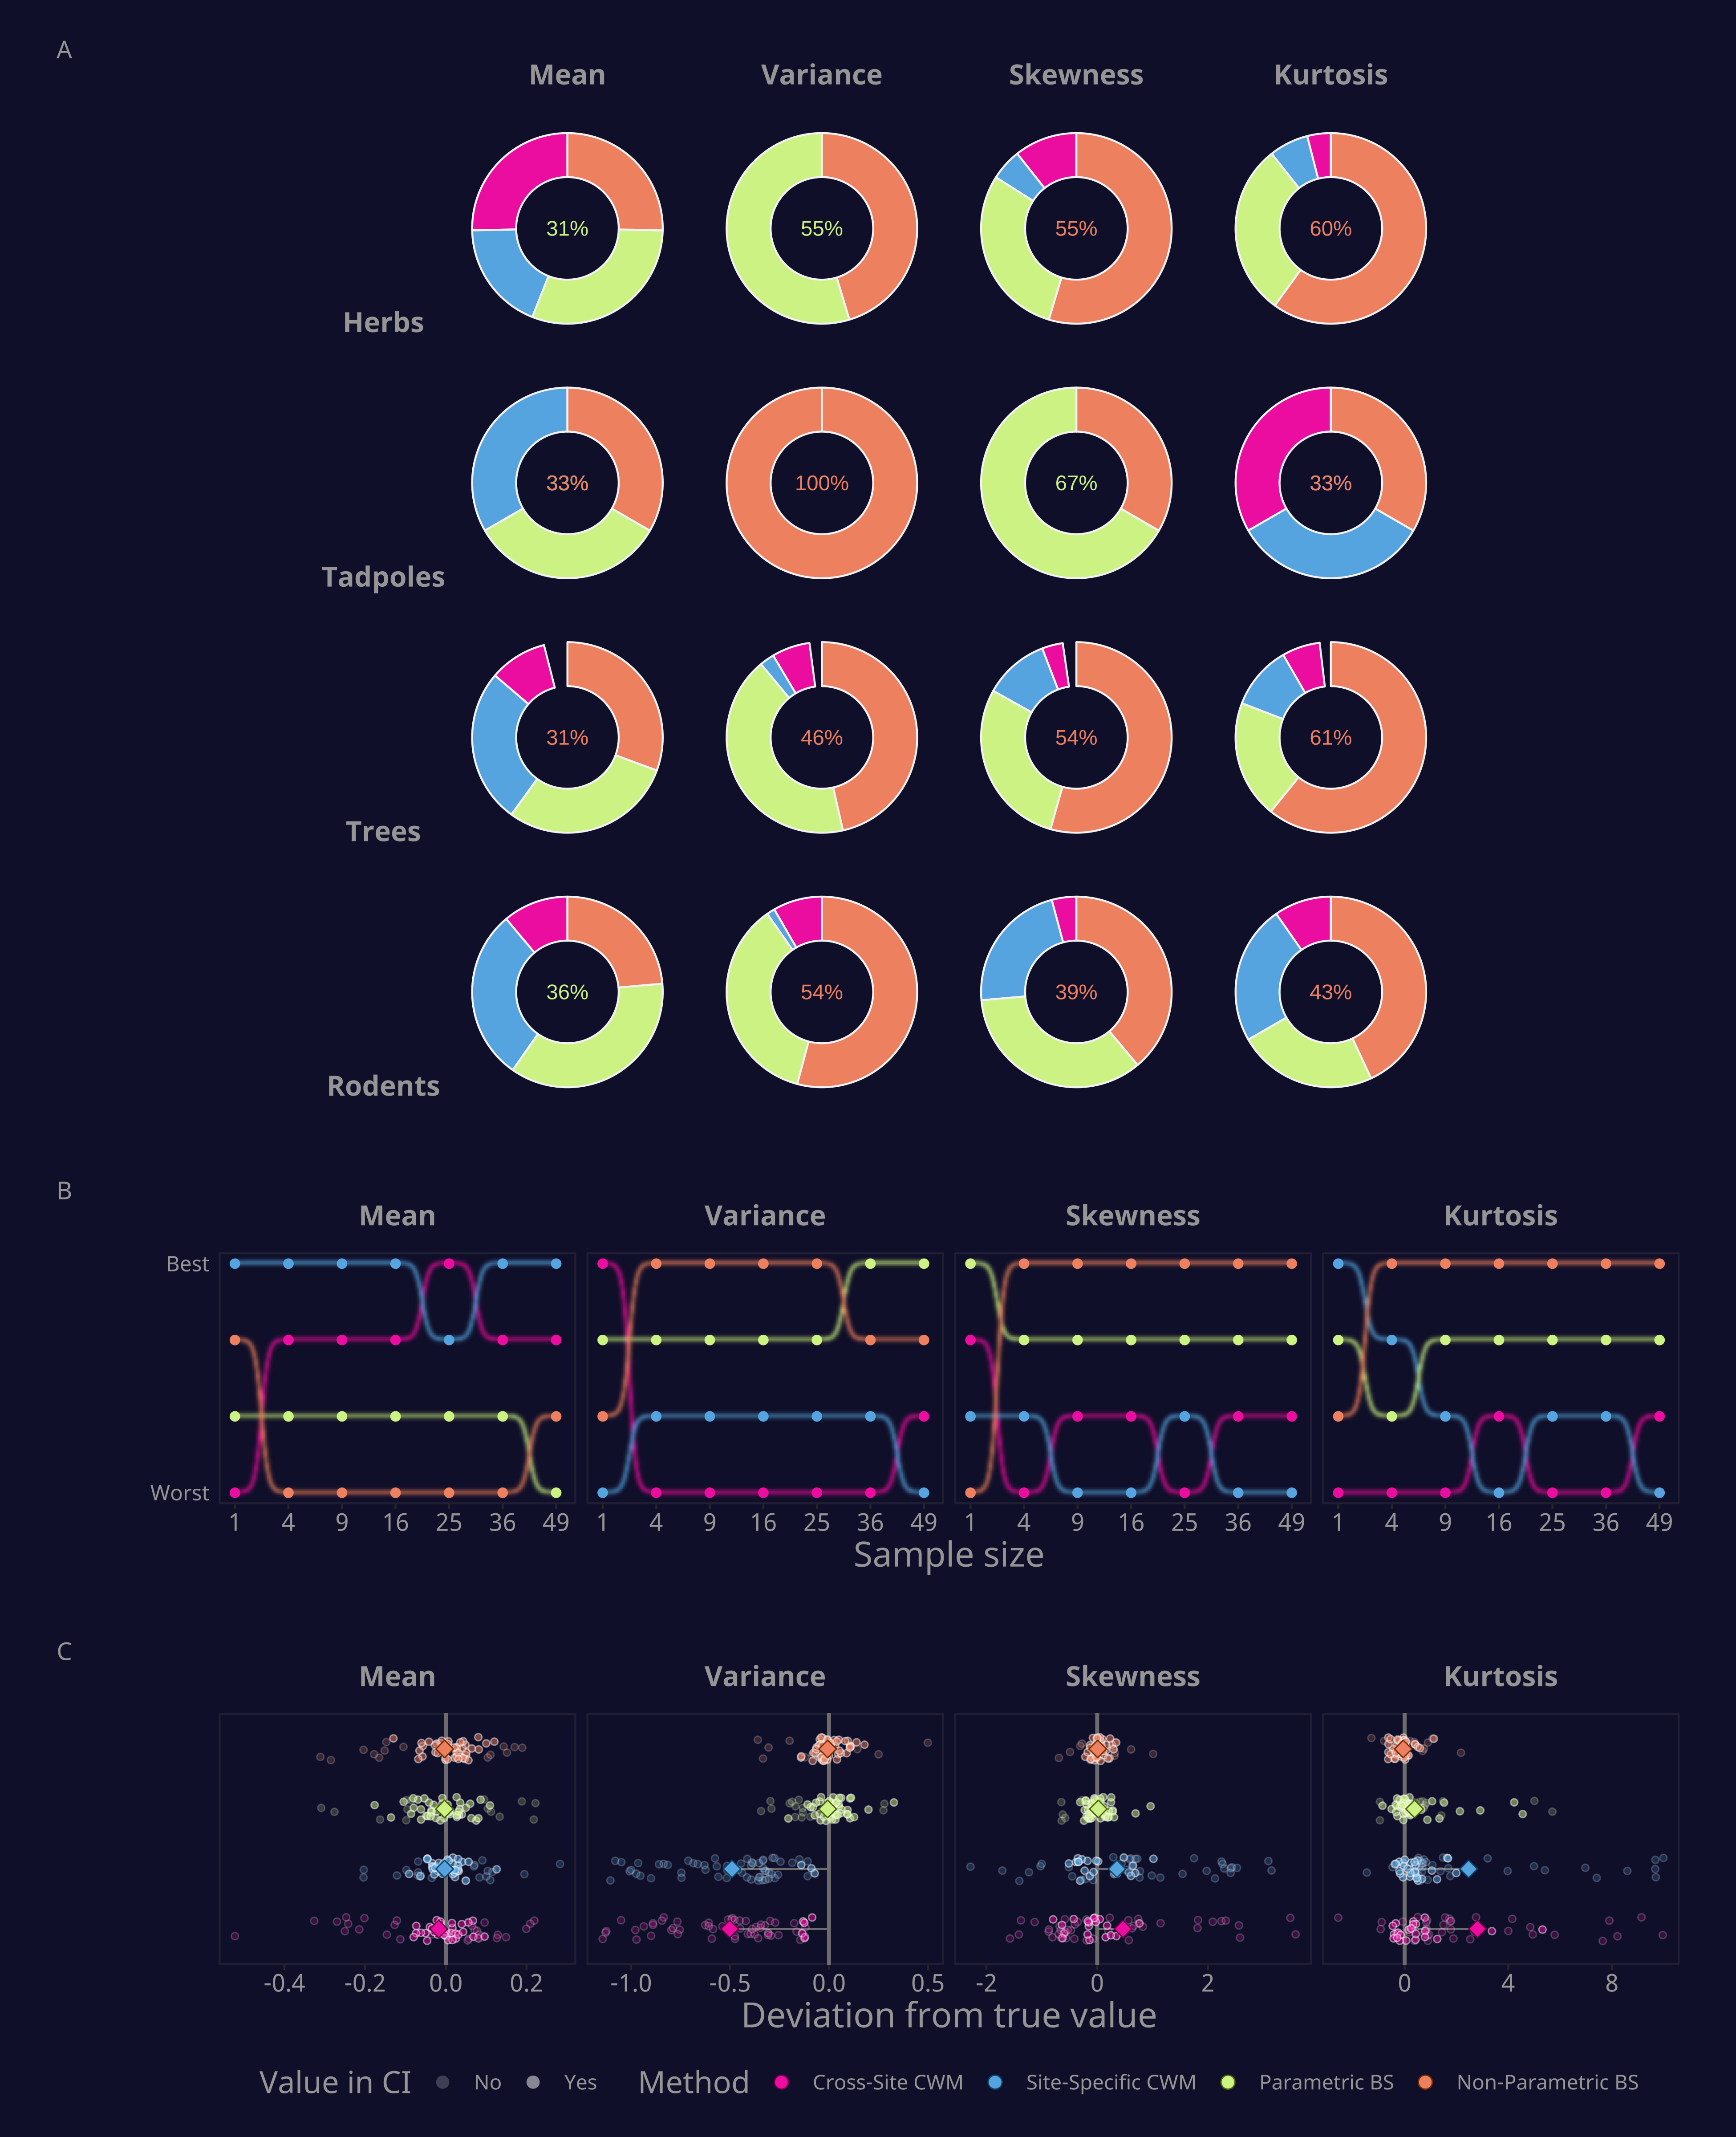 A
Mean Variance Skewness Kurtosis
31% 55% 55% 60%
Herbs
33% 100% 67% 33%
Tadpoles
31% 46% 54% 61%
Trees
36% 54% 39% 43%
Rodents
B
Mean Variance Skewness Kurtosis
Best
Worst
1 4 9 16 25 36 49 1 4 9 16 25 36 49 1 4 9 16 25 36 49 1 4 9 16 25 36 49
Sample size
C
Mean Variance Skewness Kurtosis
-0.4 -0.2 0.0 0.2 -1.0 -0.5 0.0 0.5 -2 0 2 0 4 8
Deviation from true value
Value in CI No Yes Method Cross-Site CWM Site-Specific CWM Parametric BS Non-Parametric BS